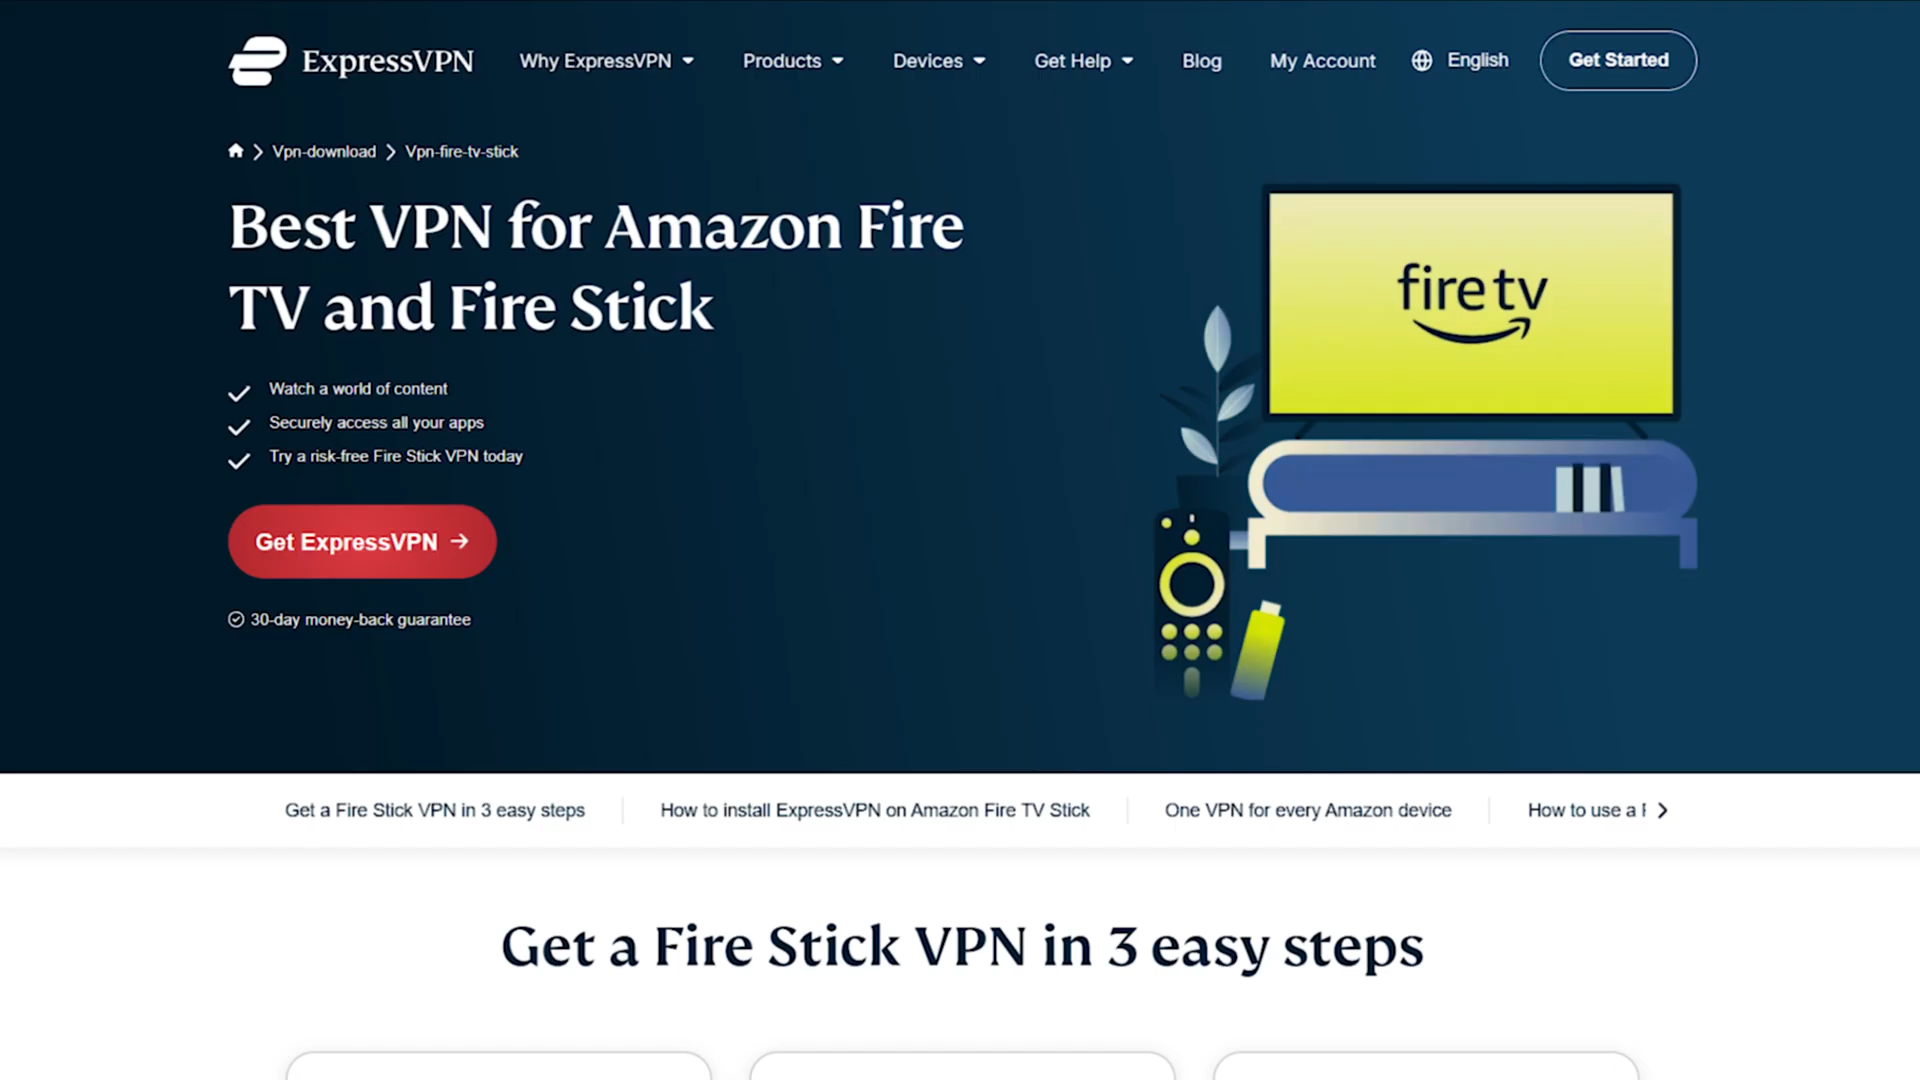 ExpressVPN
Why ExpressVPN
Products
Devices
Get Help
Blog
My Account
English
Get Started
Vpn-download
Vpn-fire-tv-stick
Best VPN for Amazon Fire
TV and Fire Stick
Watch a world of content
Securely access all your apps
Try a risk-free Fire Stick VPN today
Get ExpressVPN
30-day money-back guarantee
fire tv
Get a Fire Stick VPN in 3 easy steps
How to install ExpressVPN on Amazon Fire TV Stick
One VPN for every Amazon device
How to use a
Get a Fire Stick VPN in 3 easy steps